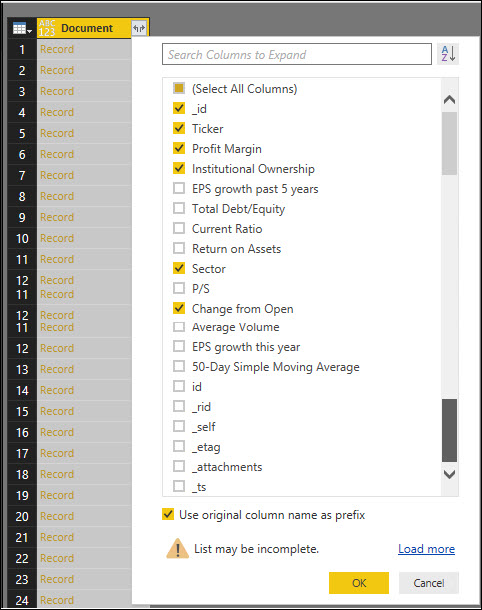 ABC
123 Document
Search Columns to Expand
A
Z
(Select All Columns)
_id
Ticker
Profit Margin
Institutional Ownership
EPS growth past 5 years
Total Debt/Equity
Current Ratio
Return on Assets
Sector
P/S
Change from Open
Average Volume
EPS growth this year
50-Day Simple Moving Average
id
_rid
_self
_etag
_attachments
_ts
Use original column name as prefix
List may be incomplete. Load more
OK Cancel
1 Record
2 Record
3 Record
4 Record
5 Record
6 Record
7 Record
8 Record
9 Record
10 Record
11 Record
12 Record
11 Record
12 Record
11 Record
12 Record
13 Record
14 Record
15 Record
16 Record
17 Record
18 Record
19 Record
20 Record
21 Record
22 Record
23 Record
24 Record